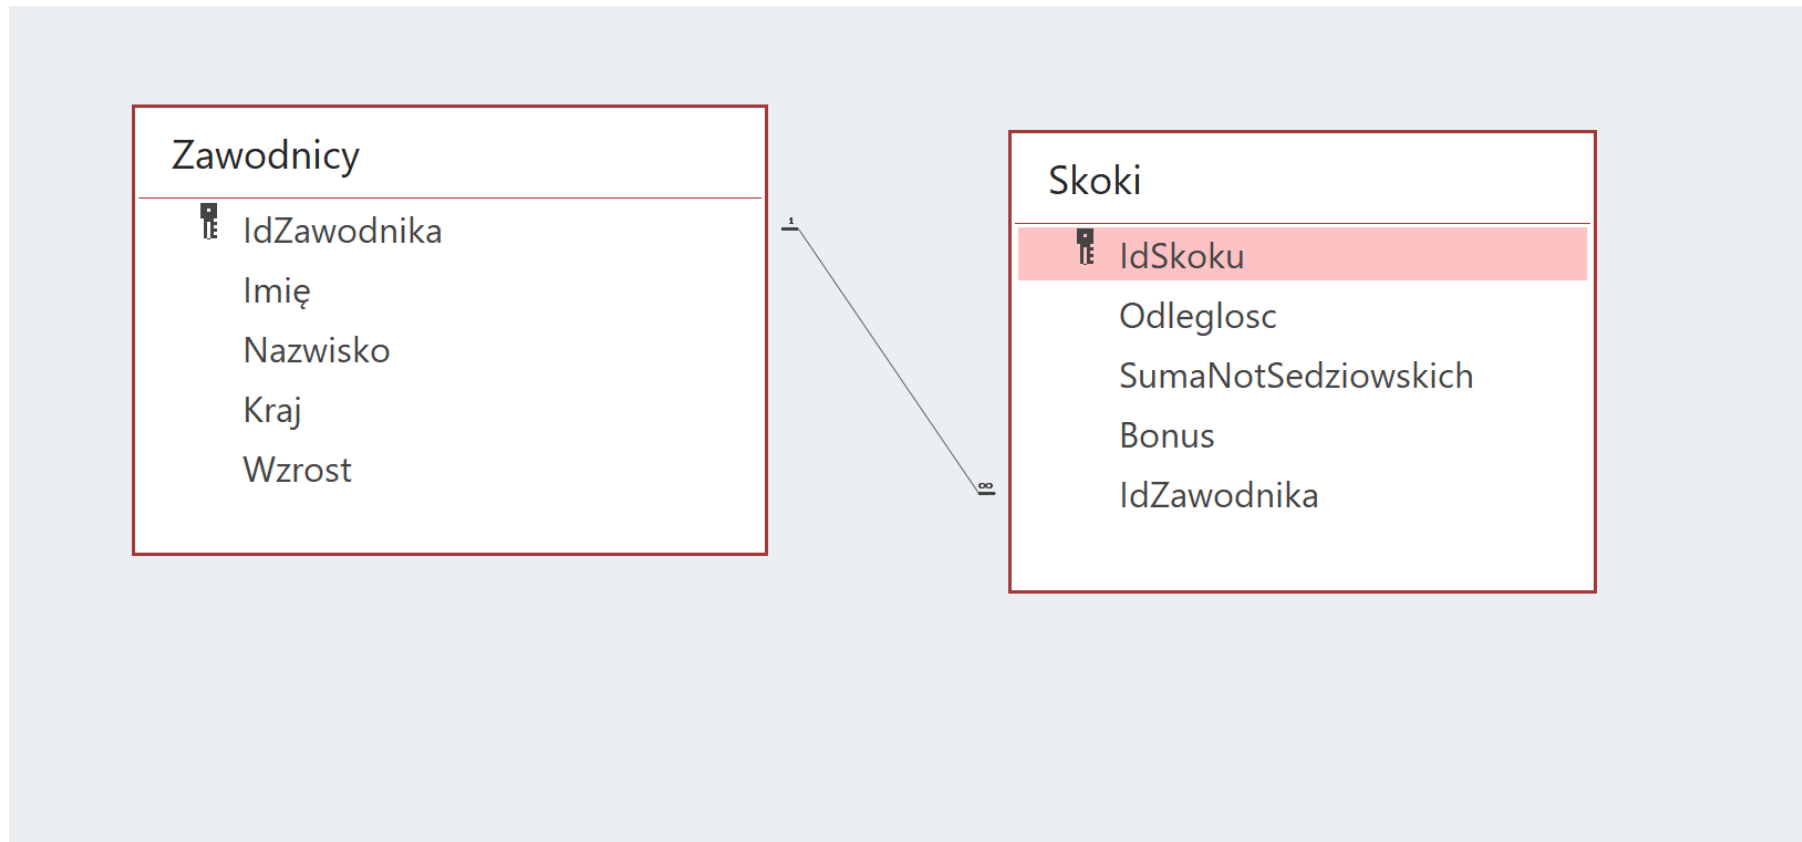 Zawodnicy
IdZawodnika
Imię
Nazwisko
Kraj
Wzrost
1
∞
Skoki
IdSkoku
Odleglosc
SumaNotSedziowskich
Bonus
IdZawodnika